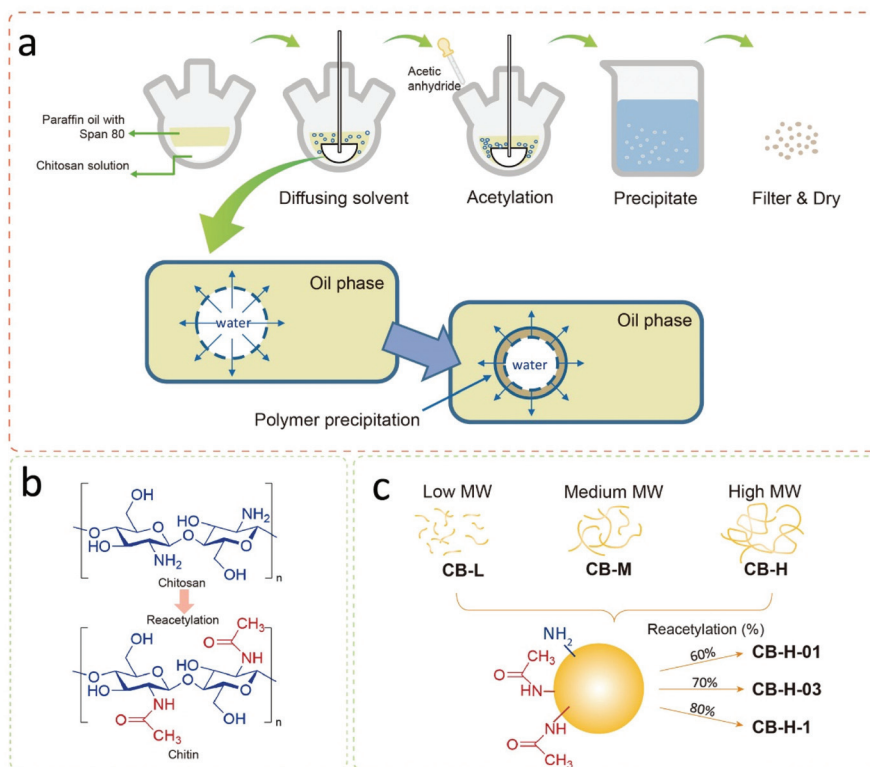 a
Paraffin oil with
Span 80
Chitosan solution
Acetic
anhydride
Diffusing solvent
Acetylation
Precipitate
Filter & Dry
Oil phase
water
Oil phase
water
Polymer precipitation
b
OH
HO
NH₂
O
O
HO
NH₂
O
O
OH
n
Chitosan
Reacetylation
CH₃
O
OH
HO
NH
O
O
HO
NH
O
O
OH
n
O
CH₃
Chitin
c
Low MW
Medium MW
High MW
CB-L
CB-M
CB-H
NH₂
Reacetylation (%)
CH₃
O
HN
NH
O
CH₃
60%
CB-H-01
70%
CB-H-03
80%
CB-H-1